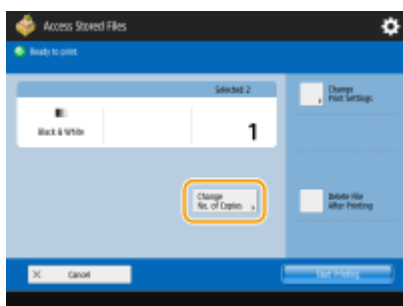 Access Stored Files
Ready to print.
Selected: 2
Black & White
1
Change
No. of Copies
Change
Print Settings
Delete File
After Printing
Cancel
Start Printing